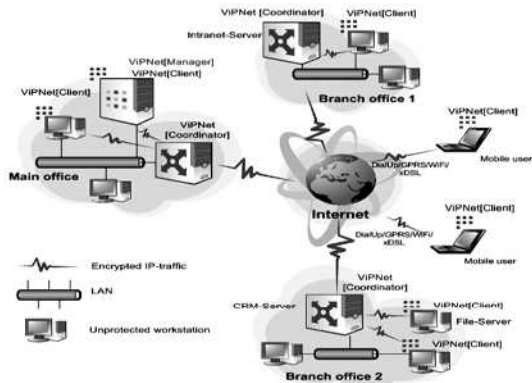 ViPNet [Coordinator]
Intranet-Server
ViPNet[Client]
Branch office 1
ViPNet[Manager]
ViPNet[Client]
ViPNet
[Client]
ViPNet
[Coordinator]
Main office
ViPNet[Client]
Mobile user
Dia/Up/GPRS/WiFi/
xDSL
Internet
ViPNet[Client]
Dia/Up/GPRS/WiFi/
xDSL
Mobile user
Encrypted IP-traffic
LAN
Unprotected workstation
ViPNet
[Coordinator]
CRM-Server
ViPNet[Client]
File-Server
ViPNet[Client]
Branch office 2